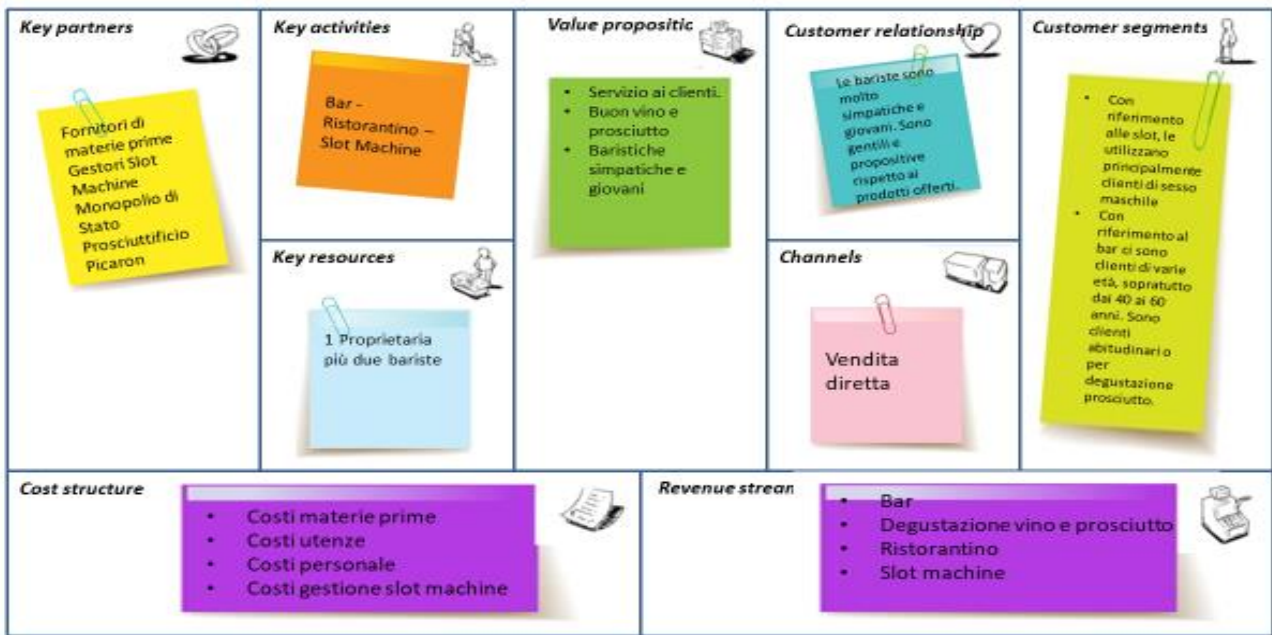 Key partners
Fornitori di
materie prime
Gestori Slot
Machine
Monopolio di
Stato
Prosciuttificio
Picaron
Key activities
Bar -
Ristorantino –
Slot Machine
Key resources
1 Proprietaria
più due bariste
Value propositic
• Servizio ai clienti.
• Buon vino e
prosciutto
• Baristiche
simpatiche e
giovani
Customer relationship
Le bariste sono
molto
simpatiche e
giovani. Sono
gentili e
propositive
rispetto ai
prodotti offerti.
Channels
Vendita
diretta
Customer segments
• Con
riferimento
alle slot, le
utilizzano
principalmente
clienti di sesso
maschile
• Con
riferimento al
bar ci sono
clienti di varie
età, sopratutto
dai 40 ai 60
anni. Sono
clienti
abitudinari o
per
degustazione
prosciutto.
Cost structure
• Costi materie prime
• Costi utenze
• Costi personale
• Costi gestione slot machine
Revenue strean
• Bar
• Degustazione vino e prosciutto
• Ristorantino
• Slot machine